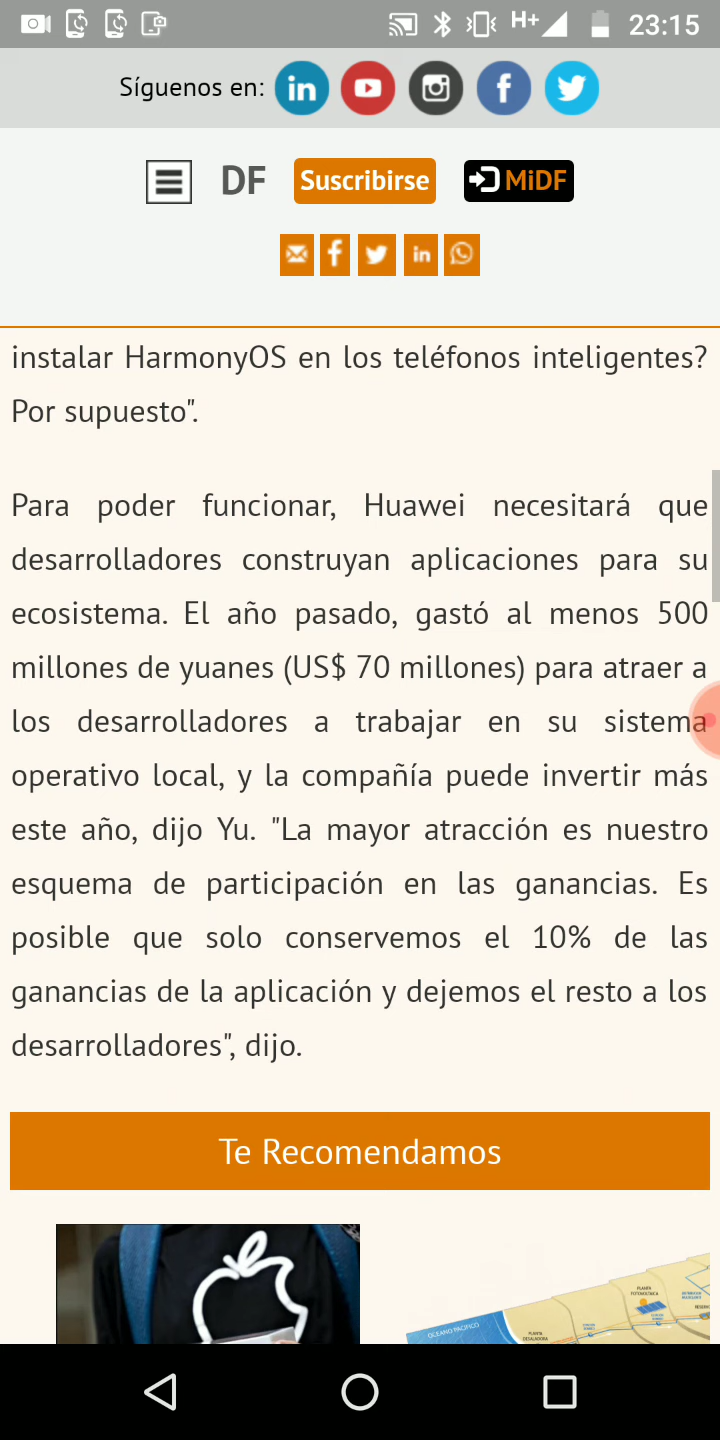 H+ 23:15
Síguenos en:
DF Suscribirse MiDF
instalar HarmonyOS en los teléfonos inteligentes?
Por supuesto".
Para poder funcionar, Huawei necesitará que
desarrolladores construyan aplicaciones para su
ecosistema. El año pasado, gastó al menos 500
millones de yuanes (US$ 70 millones) para atraer a
los desarrolladores a trabajar en su sistema
operativo local, y la compañía puede invertir más
este año, dijo Yu. "La mayor atracción es nuestro
esquema de participación en las ganancias. Es
posible que solo conservemos el 10% de las
ganancias de la aplicación y dejemos el resto a los
desarrolladores", dijo.
Te Recomendamos
PLANTA
FOTOVOLTAICA
OCEANO PACIFICO
PLANTA
DESALADORA